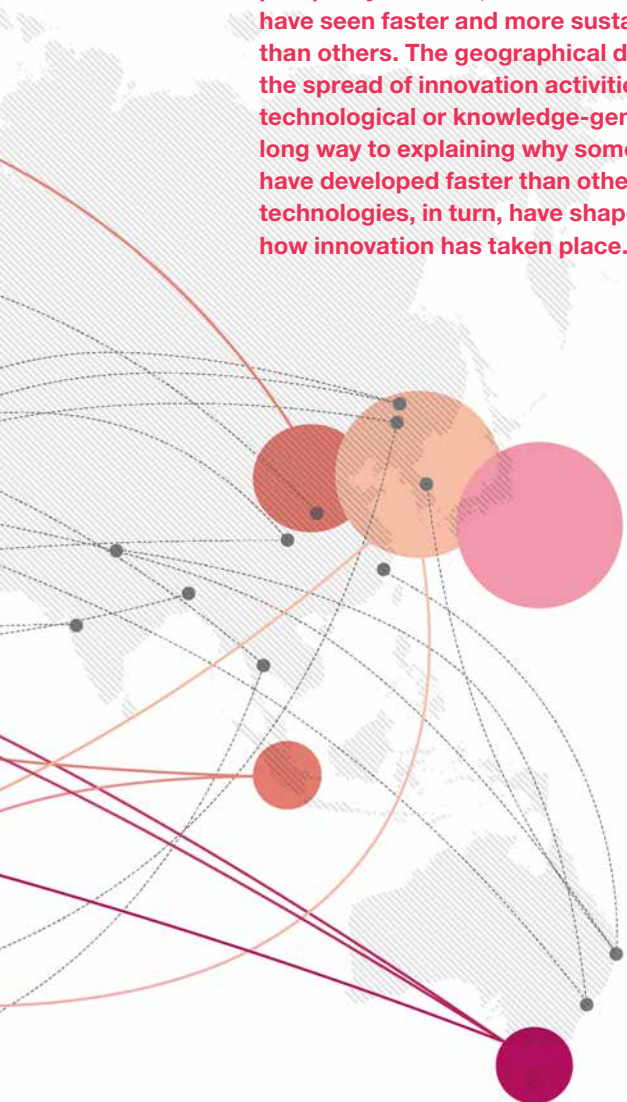 have seen faster and more susta
than others. The geographical d
the spread of innovation activitie
technological or knowledge-gen
long way to explaining why some
have developed faster than othe
technologies, in turn, have shap
how innovation has taken place.